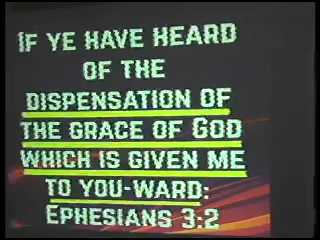 If ye have heard
of the
dispensation of
the grace of God
which is given me
to you-ward:
Ephesians 3:2